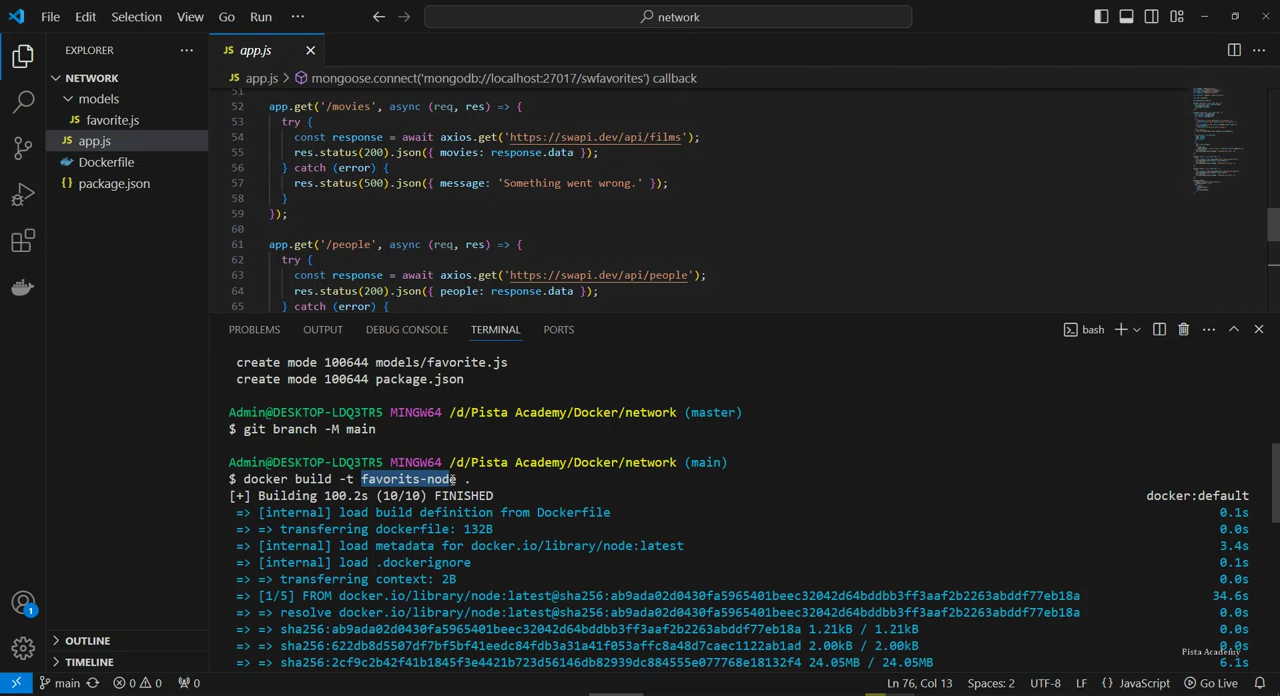 File Edit Selection View Go Run ··· network
EXPLORER ···
NETWORK
models
JS favorite.js
JS app.js
Dockerfile
{} package.json
OUTLINE
TIMELINE
JS app.js
JS app.js > mongoose.connect('mongodb://localhost:27017/swfavorites') callback
51
52 app.get('/movies', async (req, res) => {
53 try {
54 const response = await axios.get('https://swapi.dev/api/films');
55 res.status(200).json({ movies: response.data });
56 } catch (error) {
57 res.status(500).json({ message: 'Something went wrong.' });
58 }
59 });
60
61 app.get('/people', async (req, res) => {
62 try {
63 const response = await axios.get('https://swapi.dev/api/people');
64 res.status(200).json({ people: response.data });
65 } catch (error) {
PROBLEMS OUTPUT DEBUG CONSOLE TERMINAL PORTS bash
create mode 100644 models/favorite.js
create mode 100644 package.json
Admin@DESKTOP-LDQ3TR5 MINGW64 /d/Pista Academy/Docker/network (master)
$ git branch -M main
Admin@DESKTOP-LDQ3TR5 MINGW64 /d/Pista Academy/Docker/network (main)
$ docker build -t favorits-node .
[+] Building 100.2s (10/10) FINISHED docker:default
=> [internal] load build definition from Dockerfile 0.1s
=> => transferring dockerfile: 132B 0.0s
=> [internal] load metadata for docker.io/library/node:latest 3.4s
=> [internal] load .dockerignore 0.1s
=> => transferring context: 2B 0.0s
=> [1/5] FROM docker.io/library/node:latest@sha256:ab9ada02d0430fa5965401beec32042d64bddbb3ff3aaf2b2263abddf77eb18a 34.6s
=> => resolve docker.io/library/node:latest@sha256:ab9ada02d0430fa5965401beec32042d64bddbb3ff3aaf2b2263abddf77eb18a 0.0s
=> => sha256:ab9ada02d0430fa5965401beec32042d64bddbb3ff3aaf2b2263abddf77eb18a 1.21kB / 1.21kB 0.0s
=> => sha256:622db8d5507df7bf5bf41eedc84fdb3a31a41f053affc8a48d7caec1122ab1ad 2.00kB / 2.00kB 0.0s
=> => sha256:2cf9c2b42f41b1845f3e4421b723d56146db82939dc884555e077768e18132f4 24.05MB / 24.05MB 6.1s
Pista Academy
1
main 0 0 0 Ln 76, Col 13 Spaces: 2 UTF-8 LF {} JavaScript Go Live